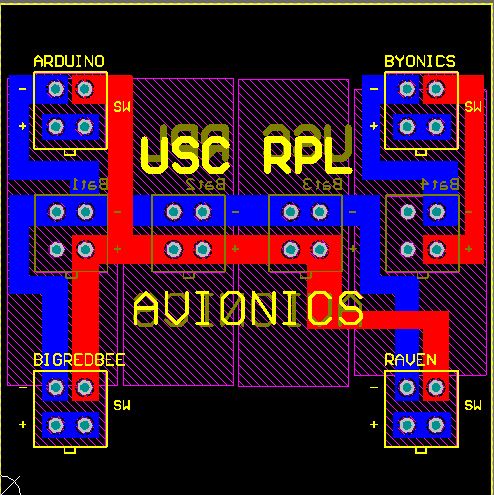 ARDUINO BYONICS
- SW - SW
+ +
USC RPL
Bat1 Bat2 Bat3 Bat4
- - - -
+ + + +
AVIONICS
BIGREDBEE RAVEN
- SW - SW
+ +